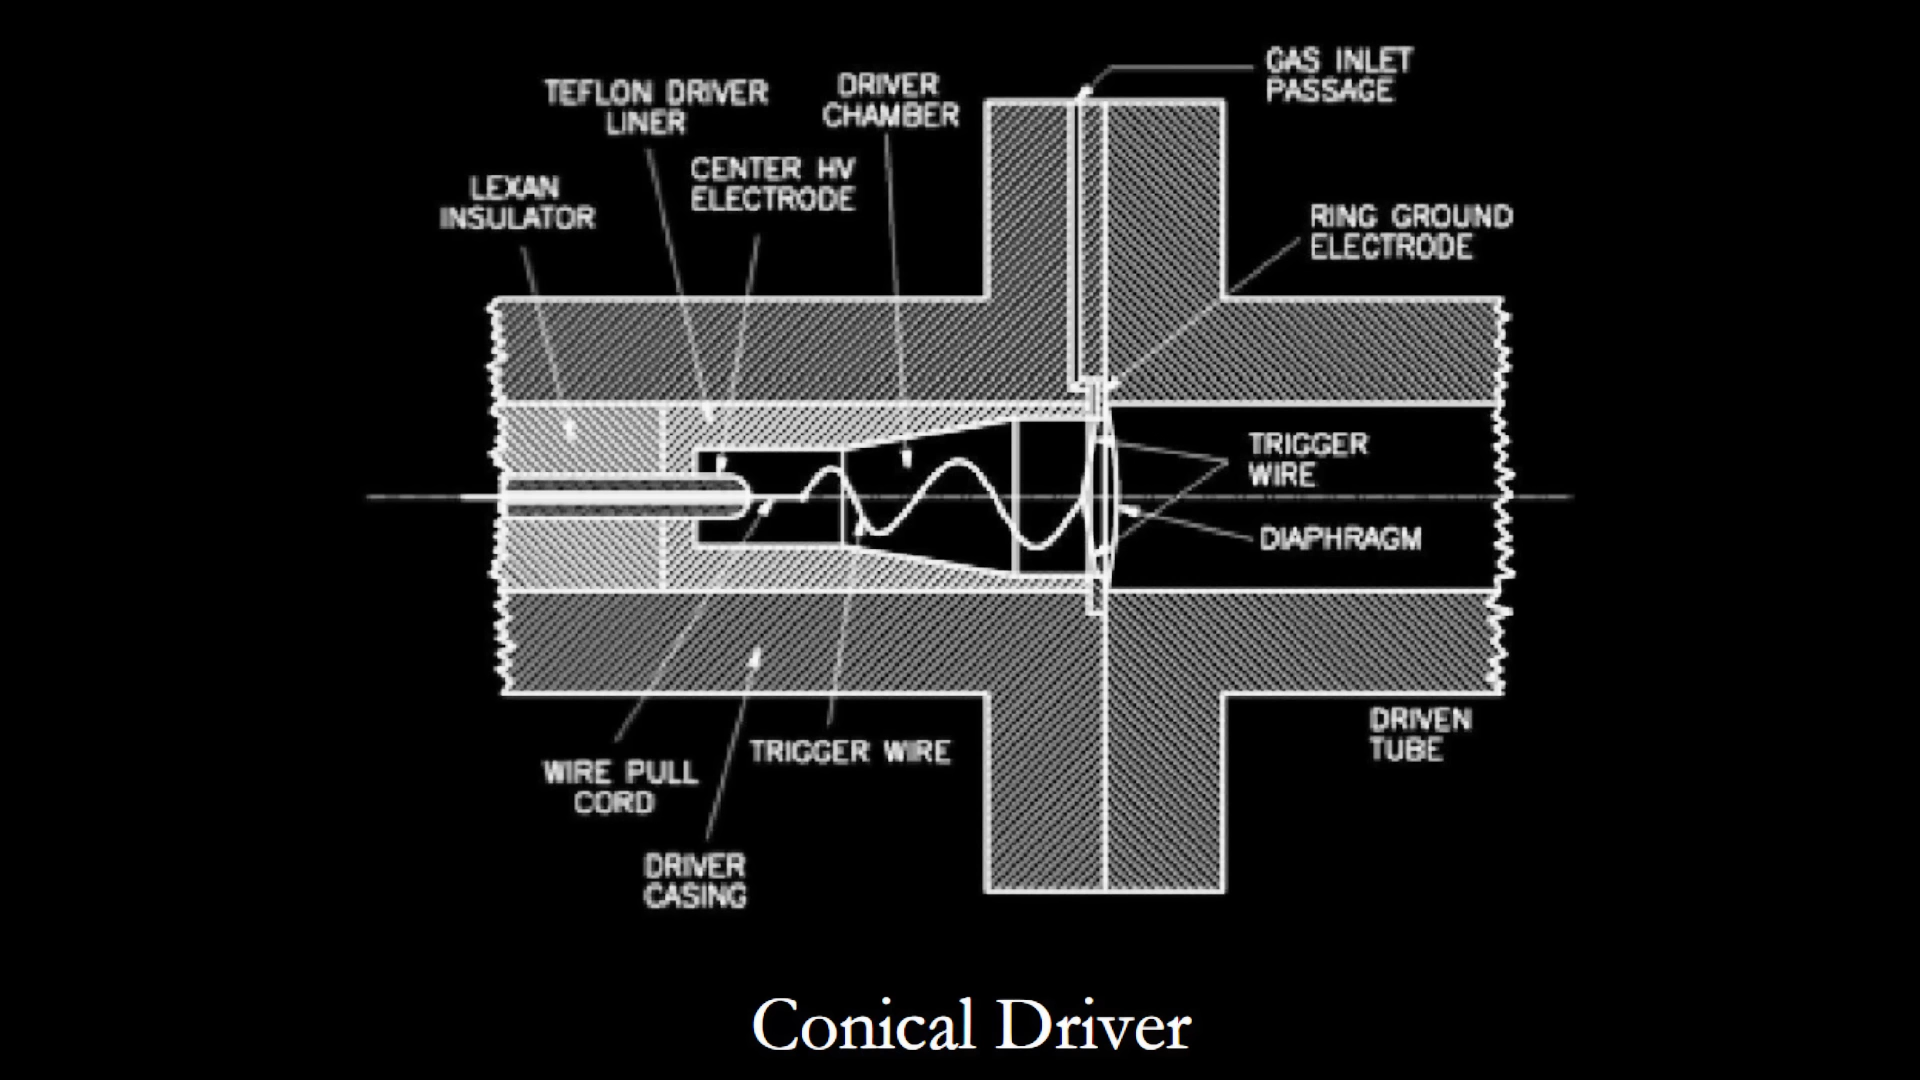 GAS INLET
PASSAGE
DRIVER
CHAMBER
TEFLON DRIVER
LINER
CENTER HV
ELECTRODE
LEXAN
INSULATOR
RING GROUND
ELECTRODE
TRIGGER
WIRE
DIAPHRAGM
DRIVEN
TUBE
TRIGGER WIRE
WIRE PULL
CORD
DRIVER
CASING
Conical Driver